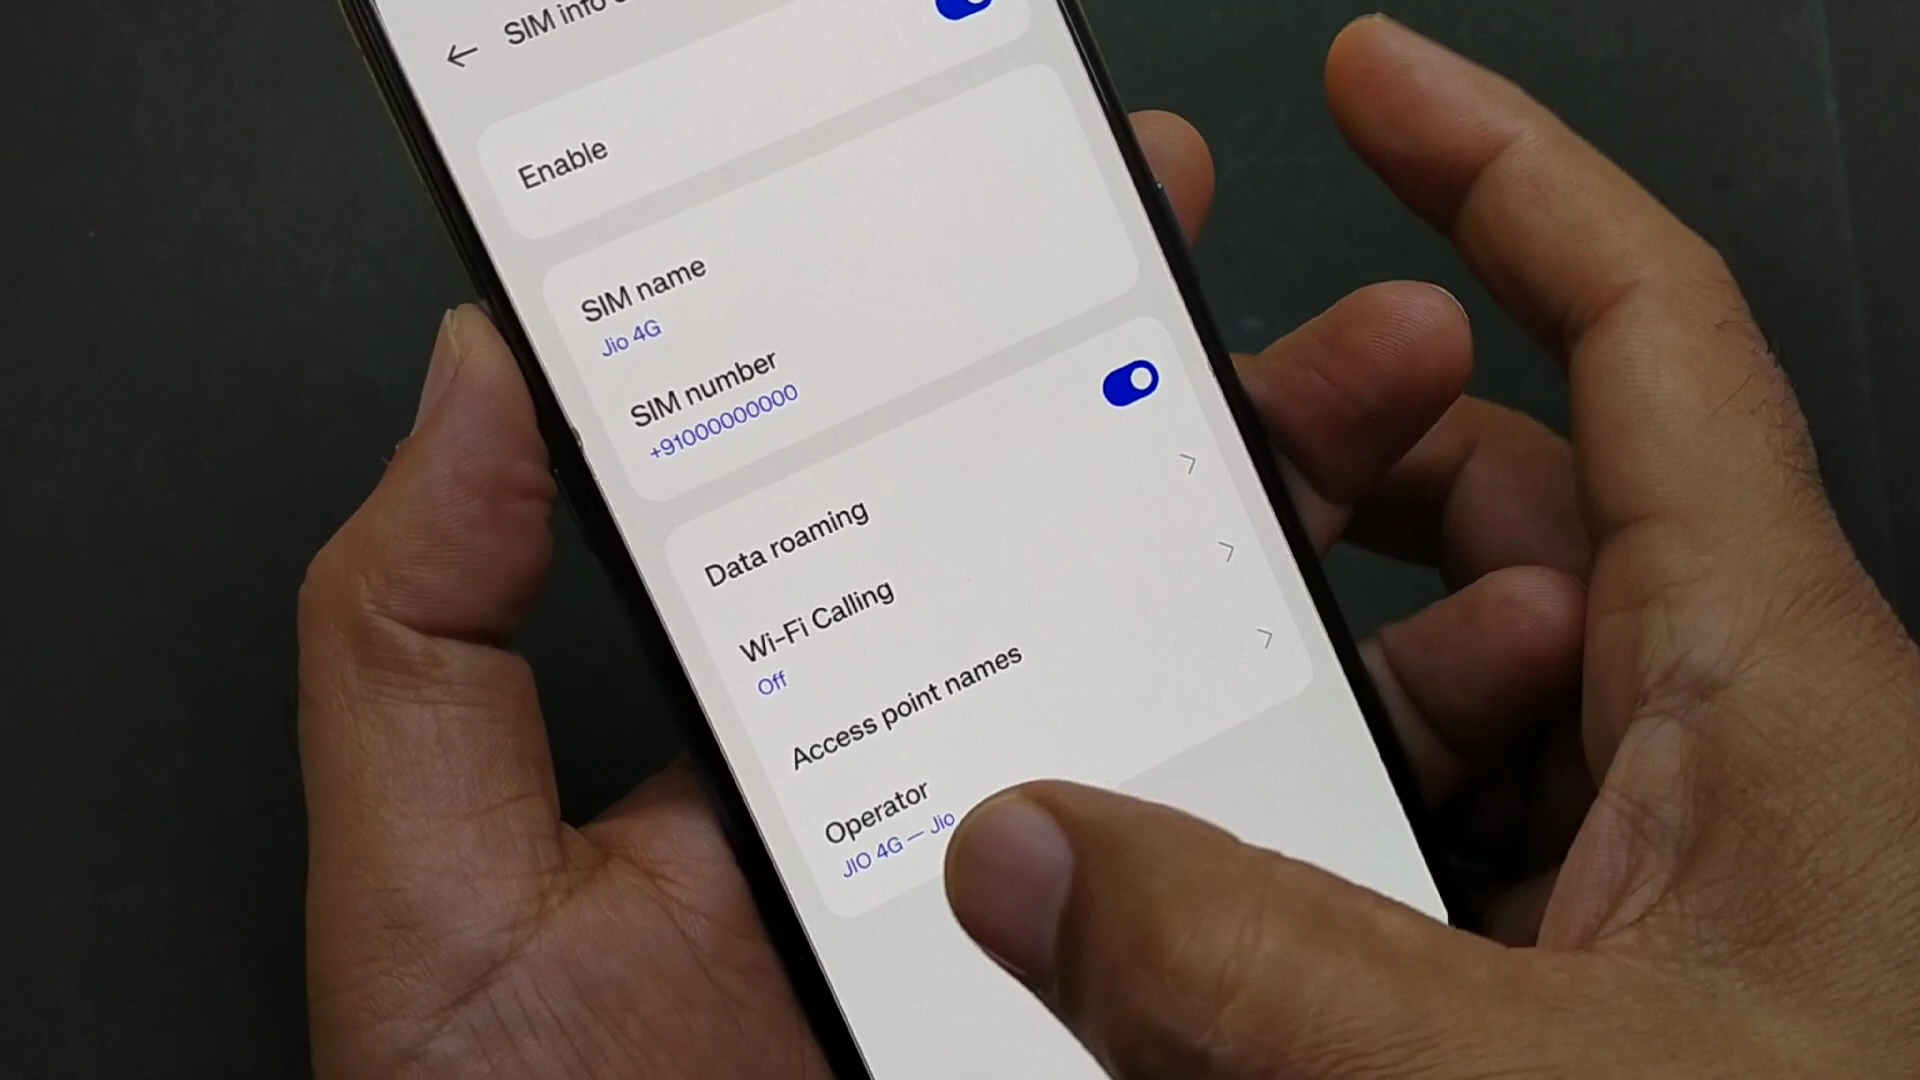 SIM info
Enable
SIM name
Jio 4G
SIM number
+91000000000
Data roaming
Wi-Fi Calling
Off
Access point names
Operator
JIO 4G — Jio